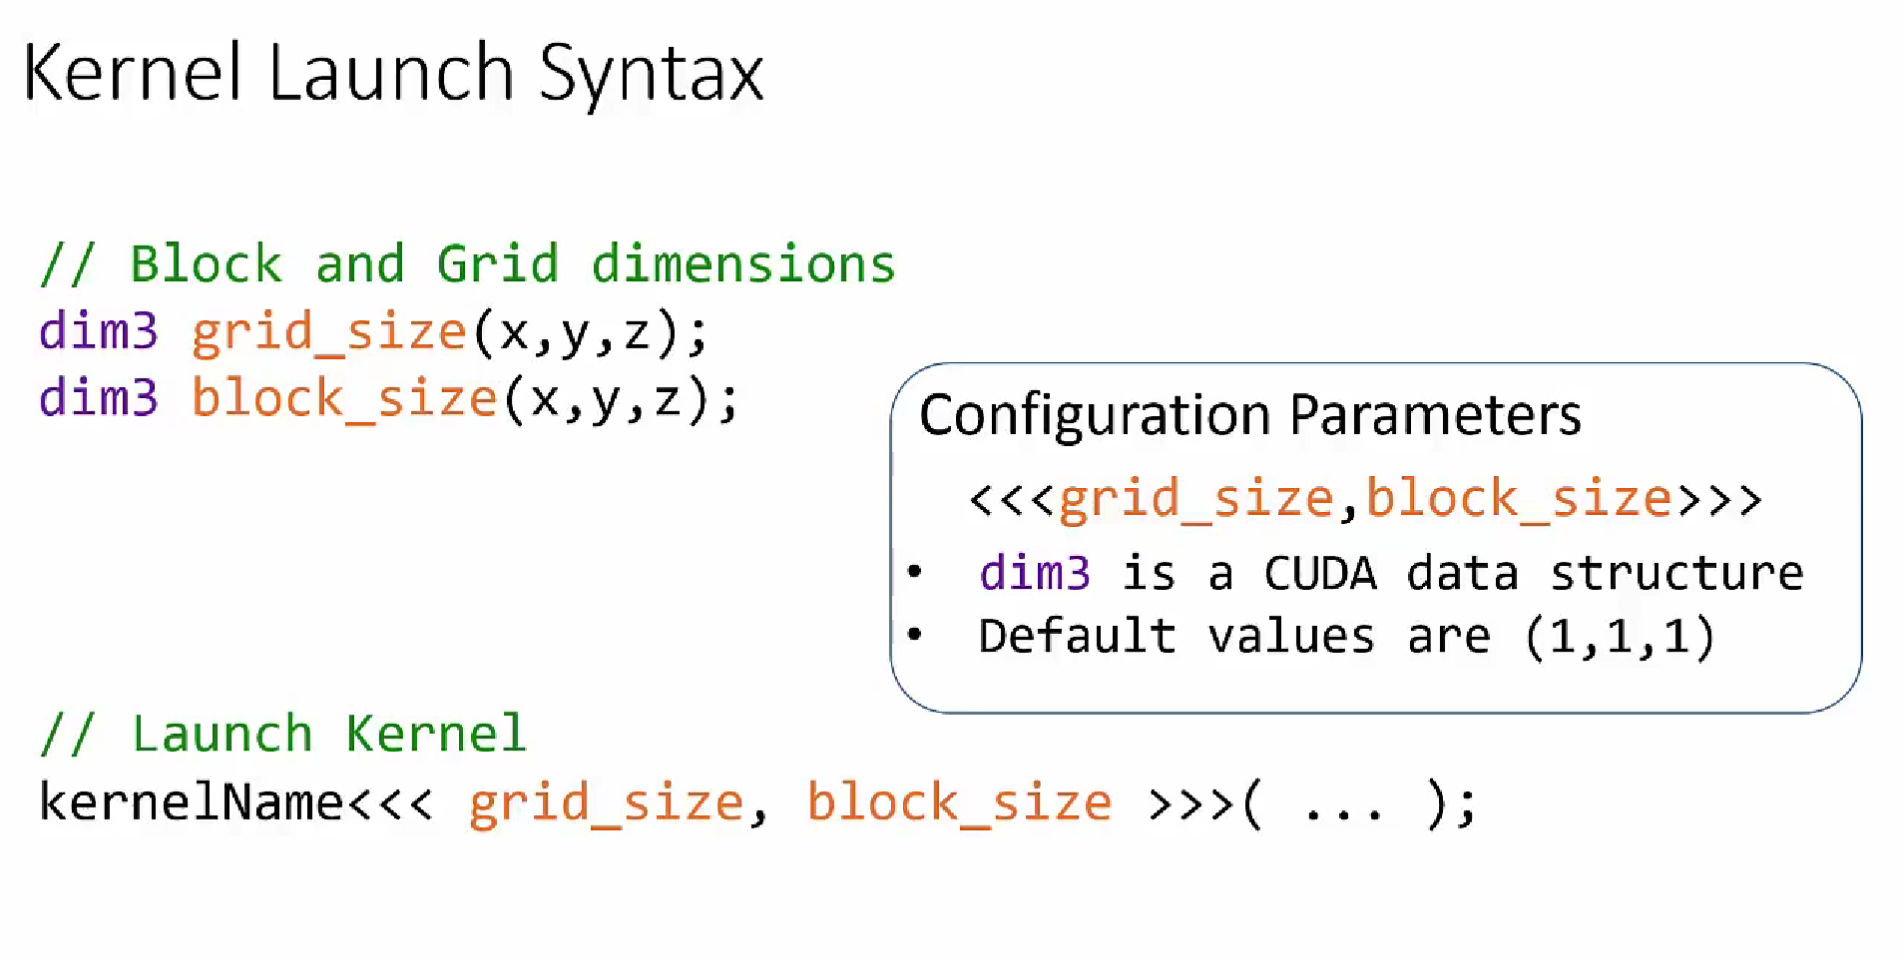 Kernel Launch Syntax
// Block and Grid dimensions
dim3 grid_size(x,y,z);
dim3 block_size(x,y,z);
Configuration Parameters
<<<grid_size,block_size>>>
• dim3 is a CUDA data structure
• Default values are (1,1,1)
// Launch Kernel
kernelName<<< grid_size, block_size >>>( ... );